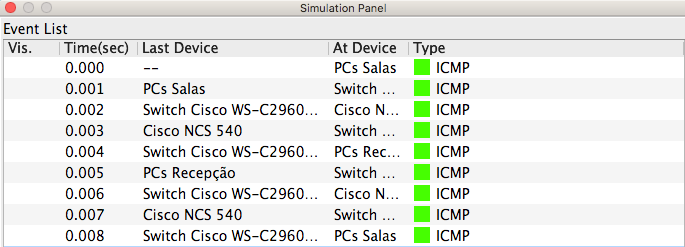 Simulation Panel
Event List
Vis. Time(sec) Last Device At Device Type
0.000 -- PCs Salas ICMP
0.001 PCs Salas Switch ... ICMP
0.002 Switch Cisco WS-C2960... Cisco N... ICMP
0.003 Cisco NCS 540 Switch ... ICMP
0.004 Switch Cisco WS-C2960... PCs Rec... ICMP
0.005 PCs Recepção Switch ... ICMP
0.006 Switch Cisco WS-C2960... Cisco N... ICMP
0.007 Cisco NCS 540 Switch ... ICMP
0.008 Switch Cisco WS-C2960... PCs Salas ICMP